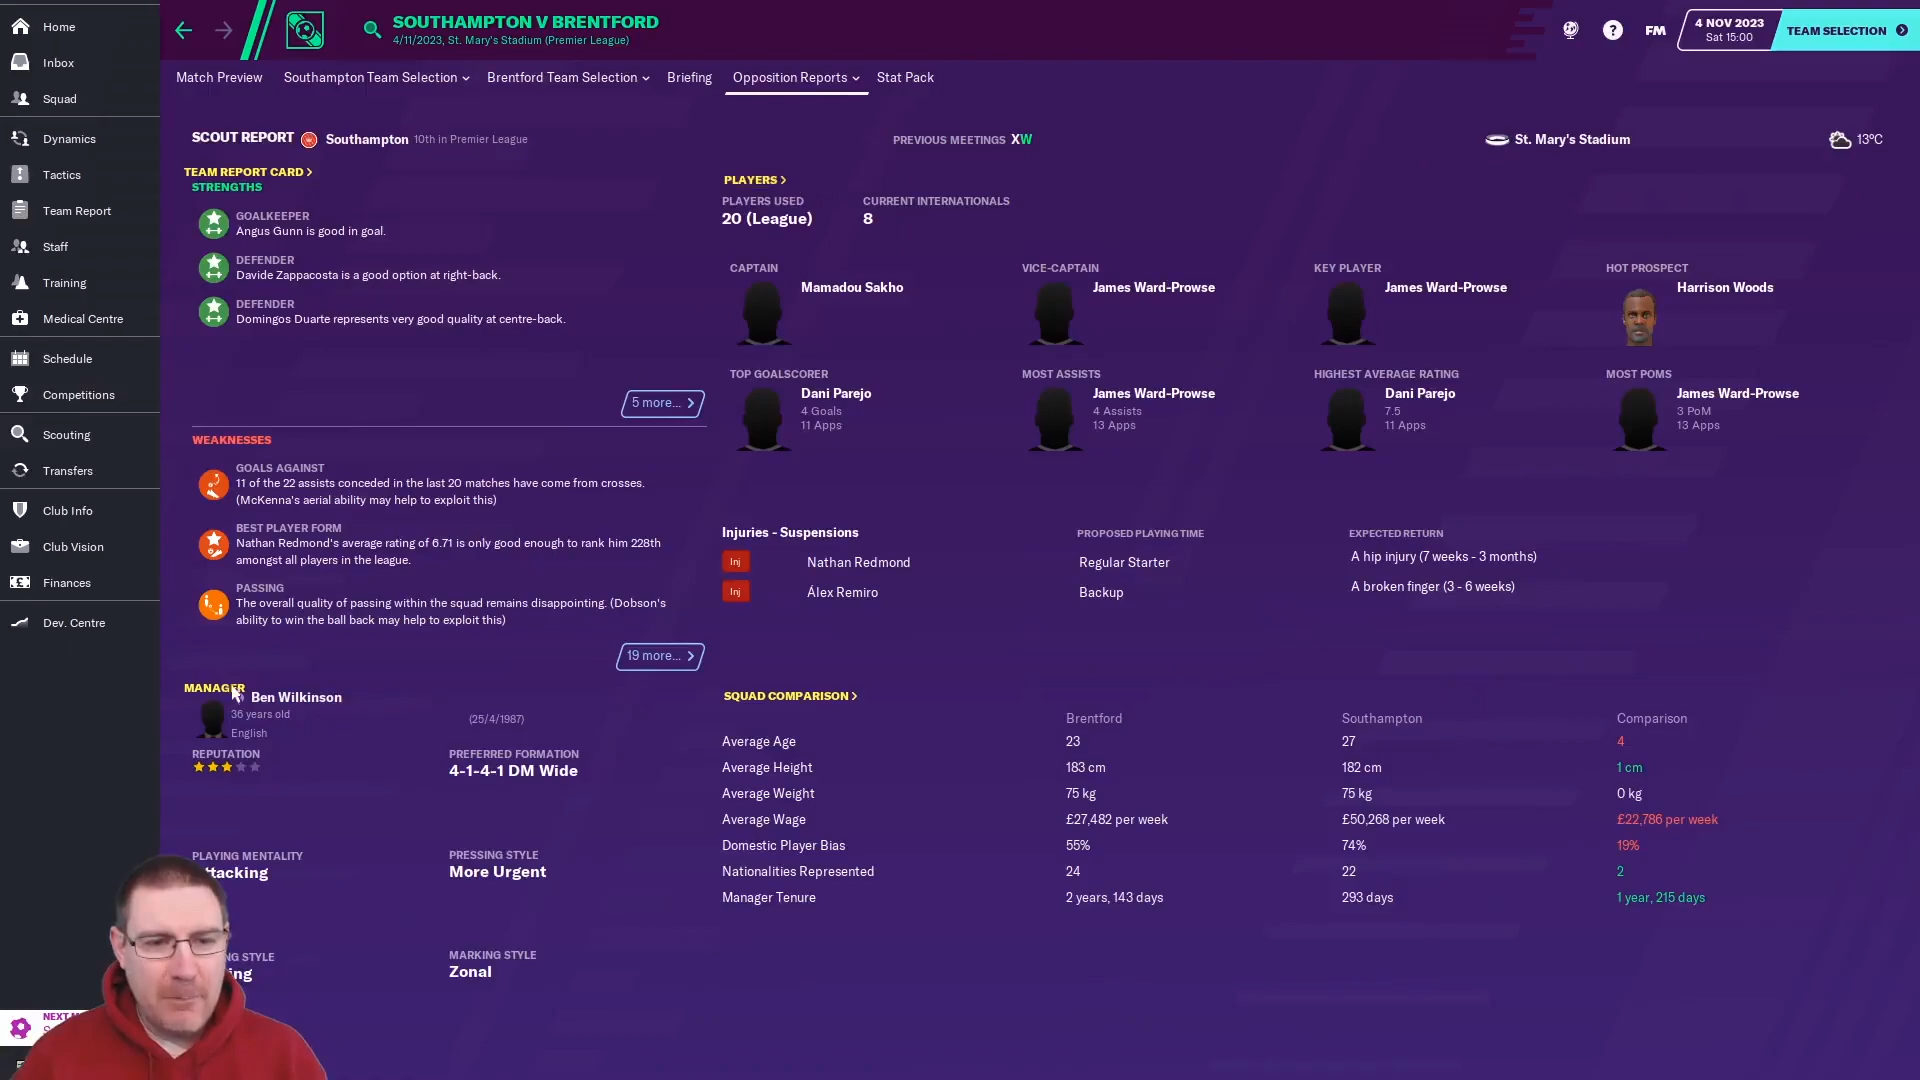 Home
Inbox
Squad
Dynamics
Tactics
Team Report
Staff
Training
Medical Centre
Schedule
Competitions
Scouting
Transfers
Club Info
Club Vision
Finances
Dev. Centre
SOUTHAMPTON V BRENTFORD
4/11/2023, St. Mary's Stadium (Premier League)
?
FM
4 NOV 2023
Sat 15:00
TEAM SELECTION
Match Preview
Southampton Team Selection
Brentford Team Selection
Briefing
Opposition Reports
Stat Pack
SCOUT REPORT Southampton 10th in Premier League
PREVIOUS MEETINGS XW
St. Mary's Stadium
13ºC
TEAM REPORT CARD >
STRENGTHS
GOALKEEPER
Angus Gunn is good in goal.
DEFENDER
Davide Zappacosta is a good option at right-back.
DEFENDER
Domingos Duarte represents very good quality at centre-back.
5 more... >
WEAKNESSES
GOALS AGAINST
11 of the 22 assists conceded in the last 20 matches have come from crosses.
(McKenna's aerial ability may help to exploit this)
BEST PLAYER FORM
Nathan Redmond's average rating of 6.71 is only good enough to rank him 228th
amongst all players in the league.
PASSING
The overall quality of passing within the squad remains disappointing. (Dobson's
ability to win the ball back may help to exploit this)
19 more... >
MANAGER
Ben Wilkinson
36 years old
(25/4/1987)
English
REPUTATION
PREFERRED FORMATION
4-1-4-1 DM Wide
PLAYING MENTALITY
ttacking
PRESSING STYLE
More Urgent
NG STYLE
ing
MARKING STYLE
Zonal
PLAYERS >
PLAYERS USED
20 (League)
CURRENT INTERNATIONALS
8
CAPTAIN
Mamadou Sakho
VICE-CAPTAIN
James Ward-Prowse
KEY PLAYER
James Ward-Prowse
HOT PROSPECT
Harrison Woods
TOP GOALSCORER
Dani Parejo
4 Goals
11 Apps
MOST ASSISTS
James Ward-Prowse
4 Assists
13 Apps
HIGHEST AVERAGE RATING
Dani Parejo
7.5
11 Apps
MOST POMS
James Ward-Prowse
3 PoM
13 Apps
Injuries - Suspensions PROPOSED PLAYING TIME EXPECTED RETURN
Inj Nathan Redmond Regular Starter A hip injury (7 weeks - 3 months)
Inj Álex Remiro Backup A broken finger (3 - 6 weeks)
SQUAD COMPARISON >
Brentford Southampton Comparison
Average Age 23 27 4
Average Height 183 cm 182 cm 1 cm
Average Weight 75 kg 75 kg 0 kg
Average Wage £27,482 per week £50,268 per week £22,786 per week
Domestic Player Bias 55% 74% 19%
Nationalities Represented 24 22 2
Manager Tenure 2 years, 143 days 293 days 1 year, 215 days